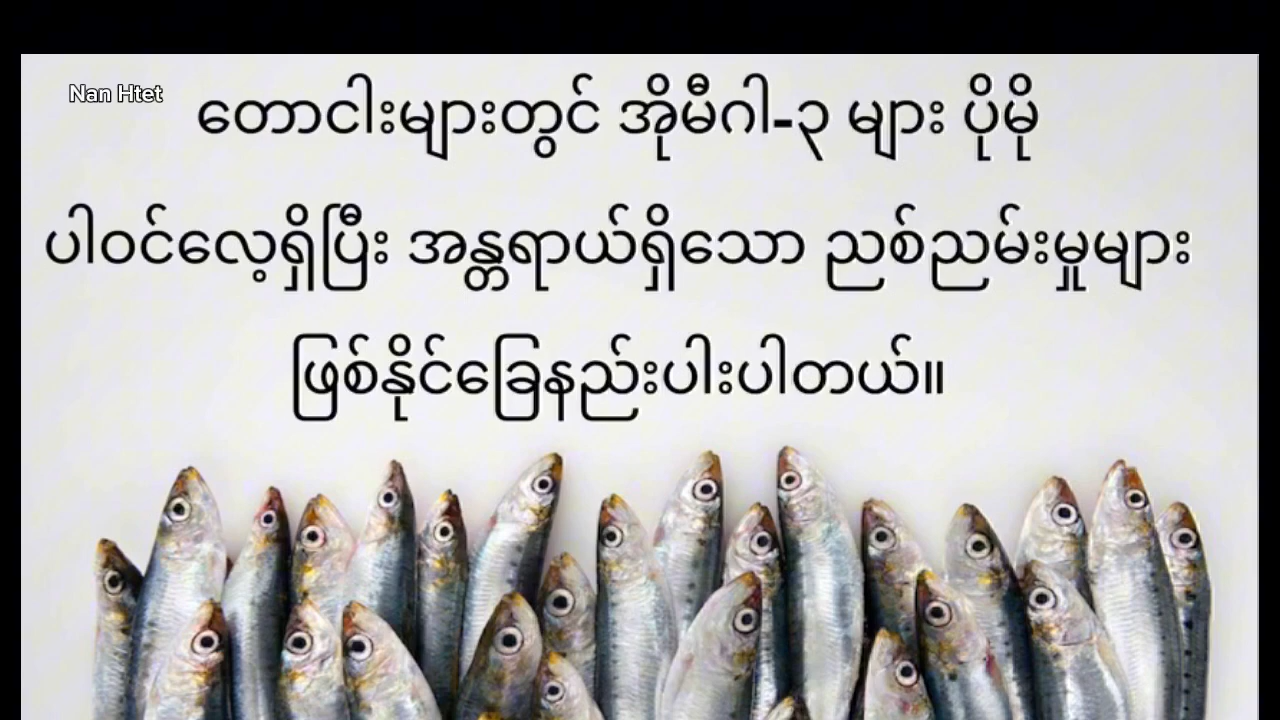 Nan Htet
တောငါးများတွင် အိုမီဂါ-၃ များ ပိုမို
ပါဝင်လေ့ရှိပြီး အန္တရာယ်ရှိသော ညစ်ညမ်းမှုများ
ဖြစ်နိုင်ခြေနည်းပါးပါတယ်။